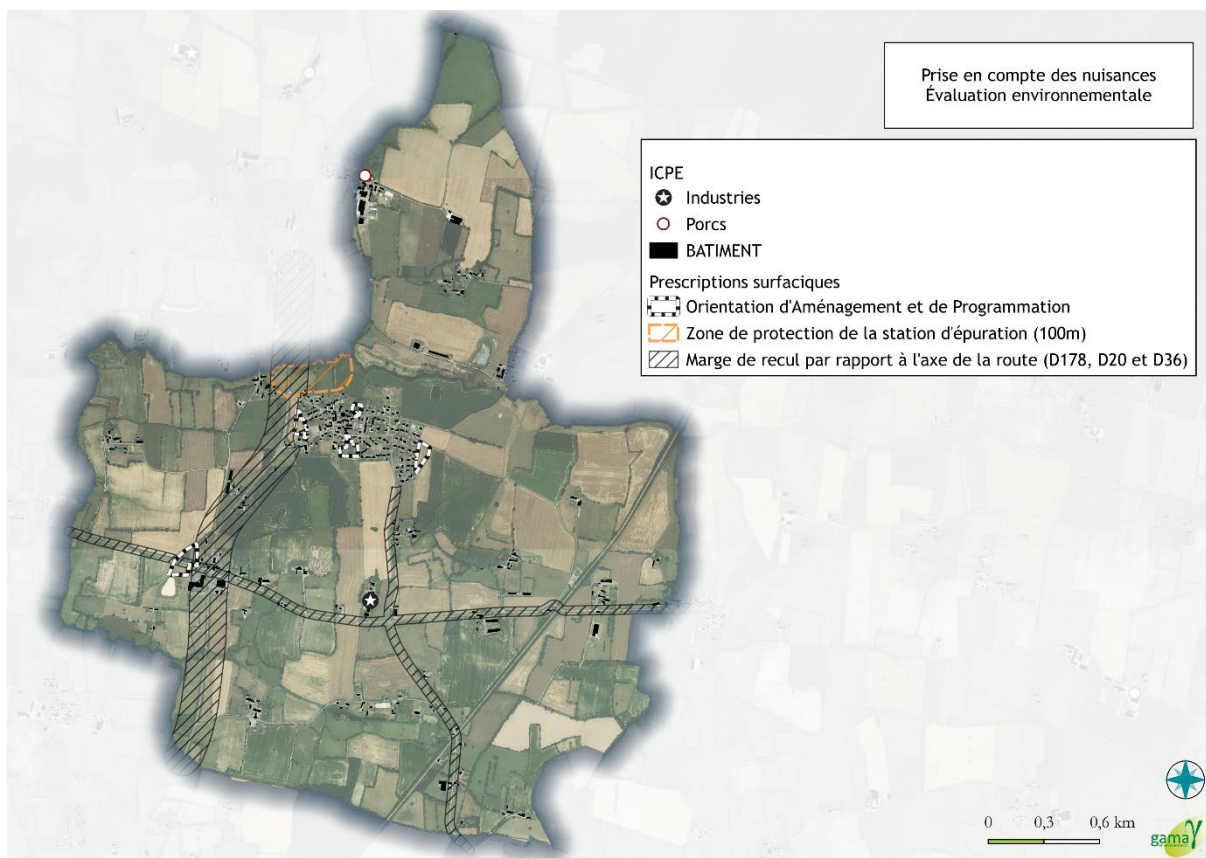 Prise en compte des nuisances
Évaluation environnementale
ICPE
Industries
Porcs
BATIMENT
Prescriptions surfaciques
Orientation d'Aménagement et de Programmation
Zone de protection de la station d'épuration (100m)
Marge de recul par rapport à l'axe de la route (D178, D20 et D36)
0 0,3 0,6 km
gama